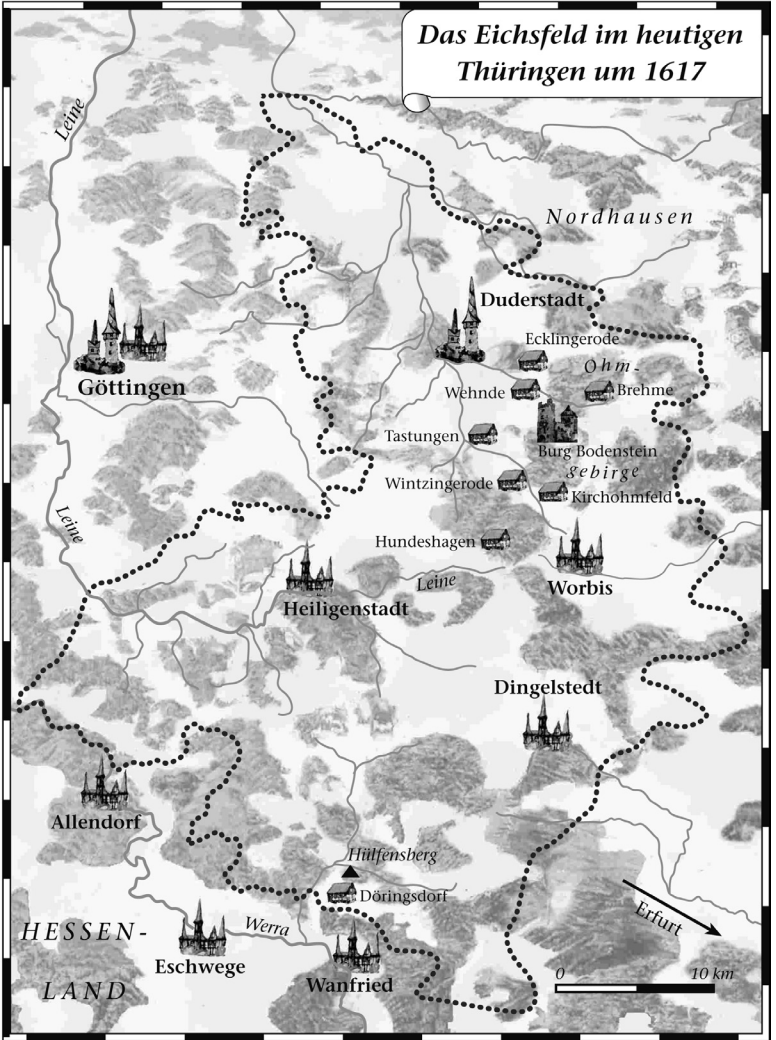 Das Eichsfeld im heutigen
Thüringen um 1617
Leine
Nordhausen
Duderstadt
Ecklingerode
Ohm-
Göttingen
Wehnde
Brehme
Tastungen
Burg Bodenstein
gebirge
Wintzingerode
Kirchohmfeld
Leine
Hundeshagen
Leine
Worbis
Heiligenstadt
Dingelstedt
Allendorf
Hülfensberg
Döringsdorf
Erfurt
HESSEN-
Werra
Eschwege
0 10 km
Wanfried
LAND